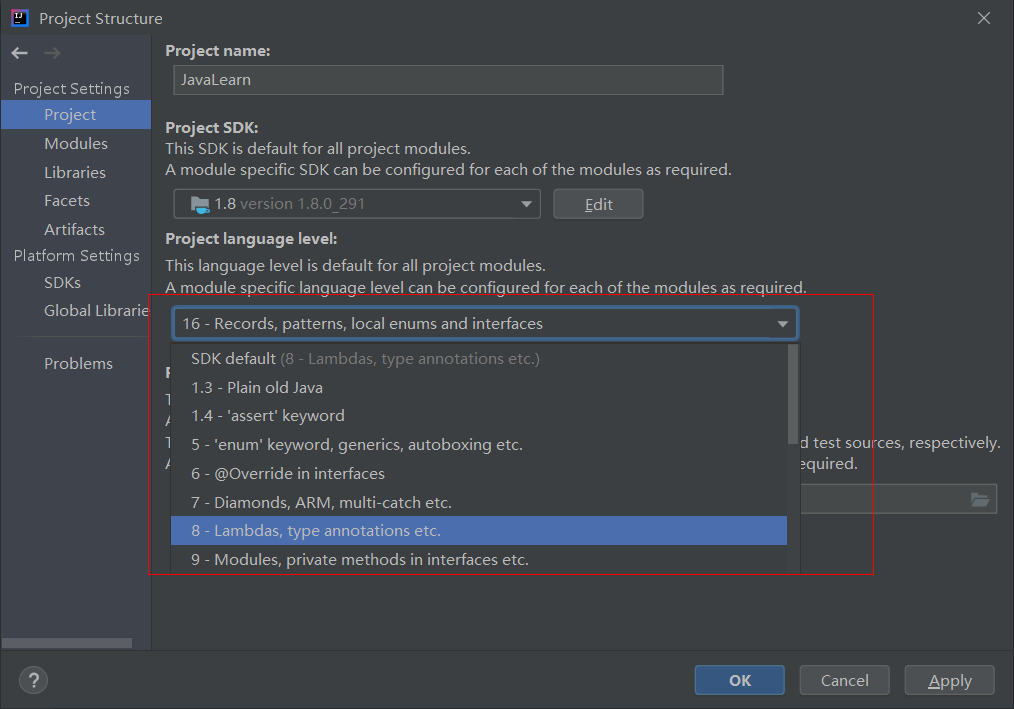 Project Structure
Project Settings
Project
Modules
Libraries
Facets
Artifacts
Platform Settings
SDKs
Global Librarie
Problems
Project name:
JavaLearn
Project SDK:
This SDK is default for all project modules.
A module specific SDK can be configured for each of the modules as required.
1.8 version 1.8.0_291
Edit
Project language level:
This language level is default for all project modules.
A module specific language level can be configured for each of the modules as required.
16 - Records, patterns, local enums and interfaces
SDK default (8 - Lambdas, type annotations etc.)
1.3 - Plain old Java
1.4 - 'assert' keyword
5 - 'enum' keyword, generics, autoboxing etc.
6 - @Override in interfaces
7 - Diamonds, ARM, multi-catch etc.
8 - Lambdas, type annotations etc.
9 - Modules, private methods in interfaces etc.
d test sources, respectively.
equired.
?
OK
Cancel
Apply